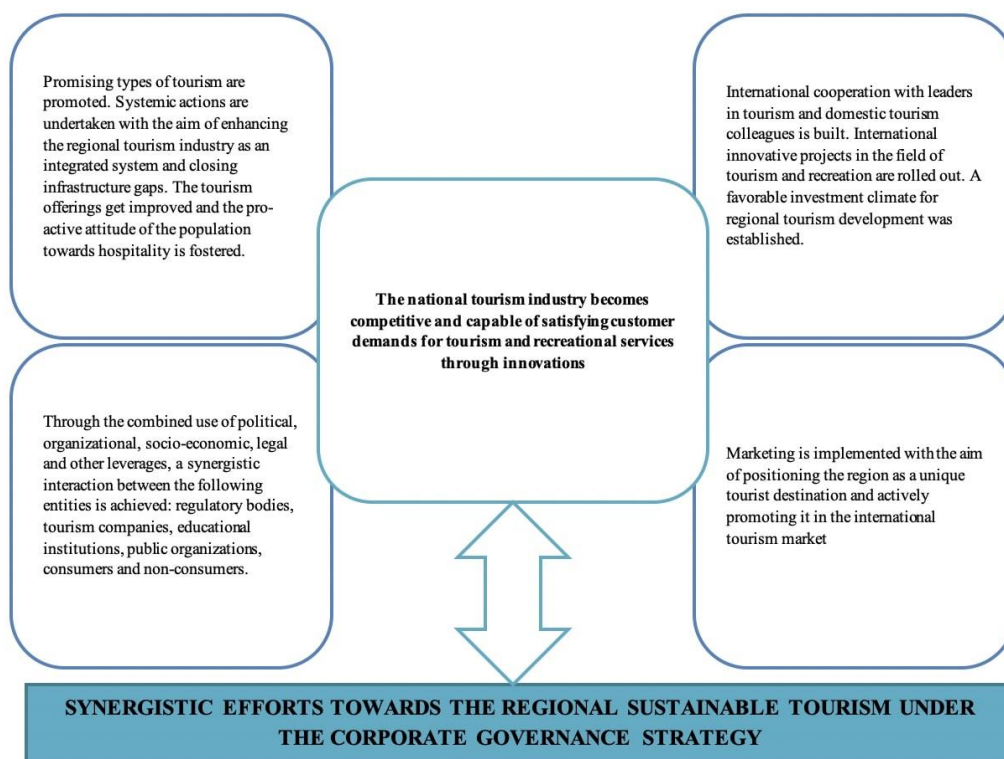 Promising types of tourism are
promoted. Systemic actions are
undertaken with the aim of enhancing
the regional tourism industry as an
integrated system and closing
infrastructure gaps. The tourism
offerings get improved and the pro-
active attitude of the population
towards hospitality is fostered.
International cooperation with leaders
in tourism and domestic tourism
colleagues is built. International
innovative projects in the field of
tourism and recreation are rolled out. A
favorable investment climate for
regional tourism development was
established.
The national tourism industry becomes
competitive and capable of satisfying customer
demands for tourism and recreational services
through innovations
Through the combined use of political,
organizational, socio-economic, legal
and other leverages, a synergistic
interaction between the following
entities is achieved: regulatory bodies,
tourism companies, educational
institutions, public organizations,
consumers and non-consumers.
Marketing is implemented with the aim
of positioning the region as a unique
tourist destination and actively
promoting it in the international
tourism market
SYNERGISTIC EFFORTS TOWARDS THE REGIONAL SUSTAINABLE TOURISM UNDER
THE CORPORATE GOVERNANCE STRATEGY